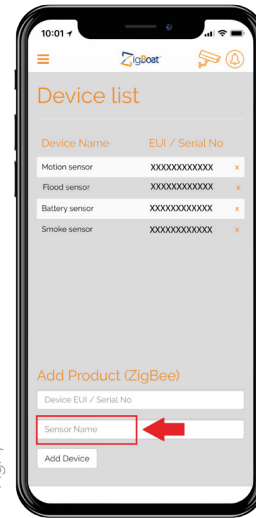 10:01
ZigBoat
Device list
Device Name EUI / Serial No
Motion sensor XXXXXXXXXXXX x
Flood sensor XXXXXXXXXXXX x
Battery sensor XXXXXXXXXXXX x
Smoke sensor XXXXXXXXXXXX x
Add Product (ZigBee)
Device EUI / Serial No
Sensor Name
Add Device